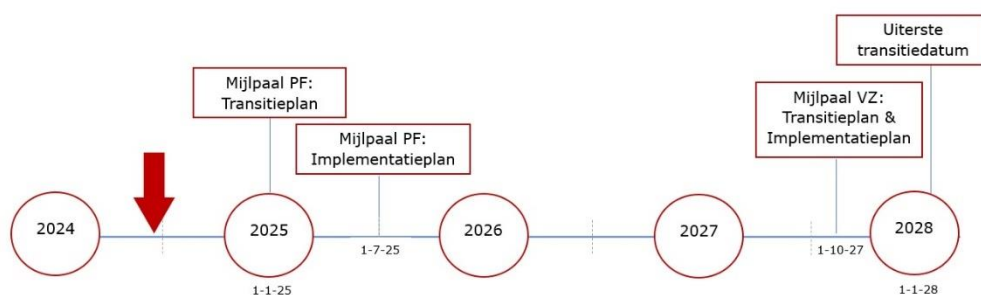 Uiterste
transitiedatum
Mijlpaal PF:
Transitieplan
Mijlpaal VZ:
Transitieplan &
Implementatieplan
Mijlpaal PF:
Implementatieplan
2024
2025
2026
2027
2028
1-7-25
1-10-27
1-1-25
1-1-28